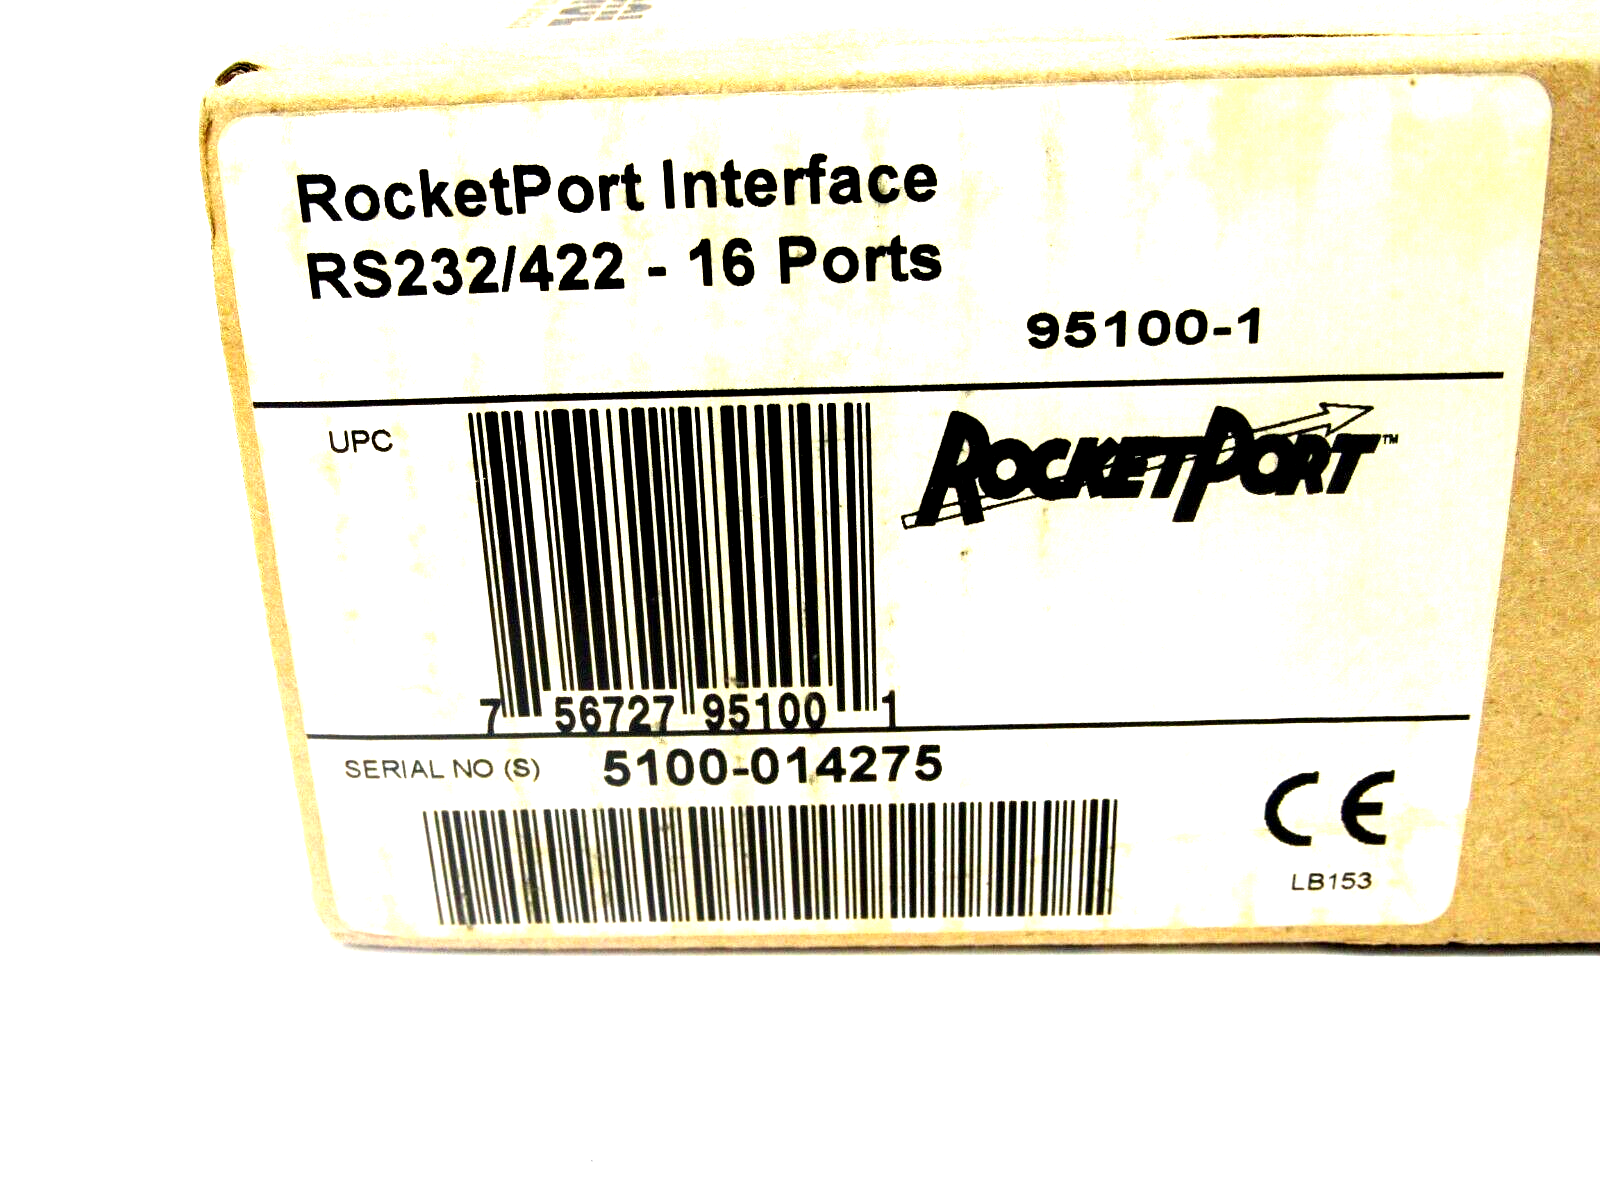 RocketPort Interface
RS232/422 - 16 Ports
95100-1
UPC
ROCKETPORT™
7 56727 95100 1
SERIAL NO (S) 5100-014275
CE
LB153